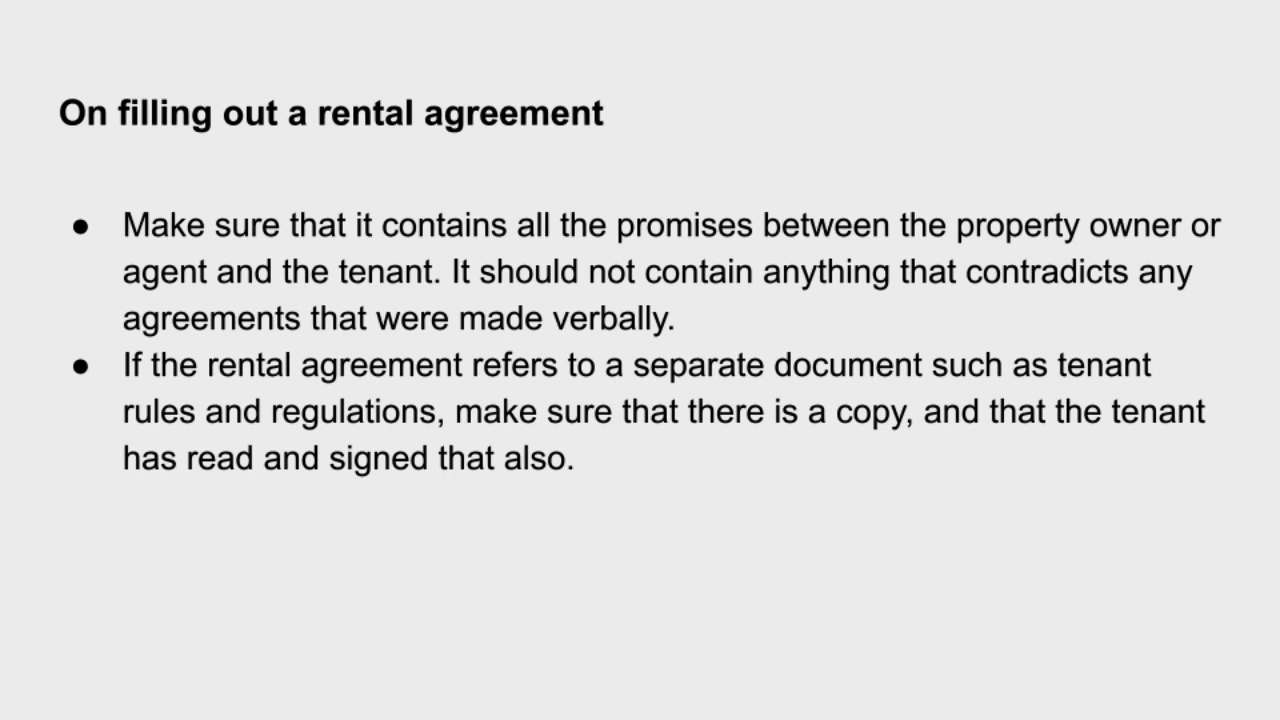 On filling out a rental agreement
● Make sure that it contains all the promises between the property owner or
agent and the tenant. It should not contain anything that contradicts any
agreements that were made verbally.
● If the rental agreement refers to a separate document such as tenant
rules and regulations, make sure that there is a copy, and that the tenant
has read and signed that also.